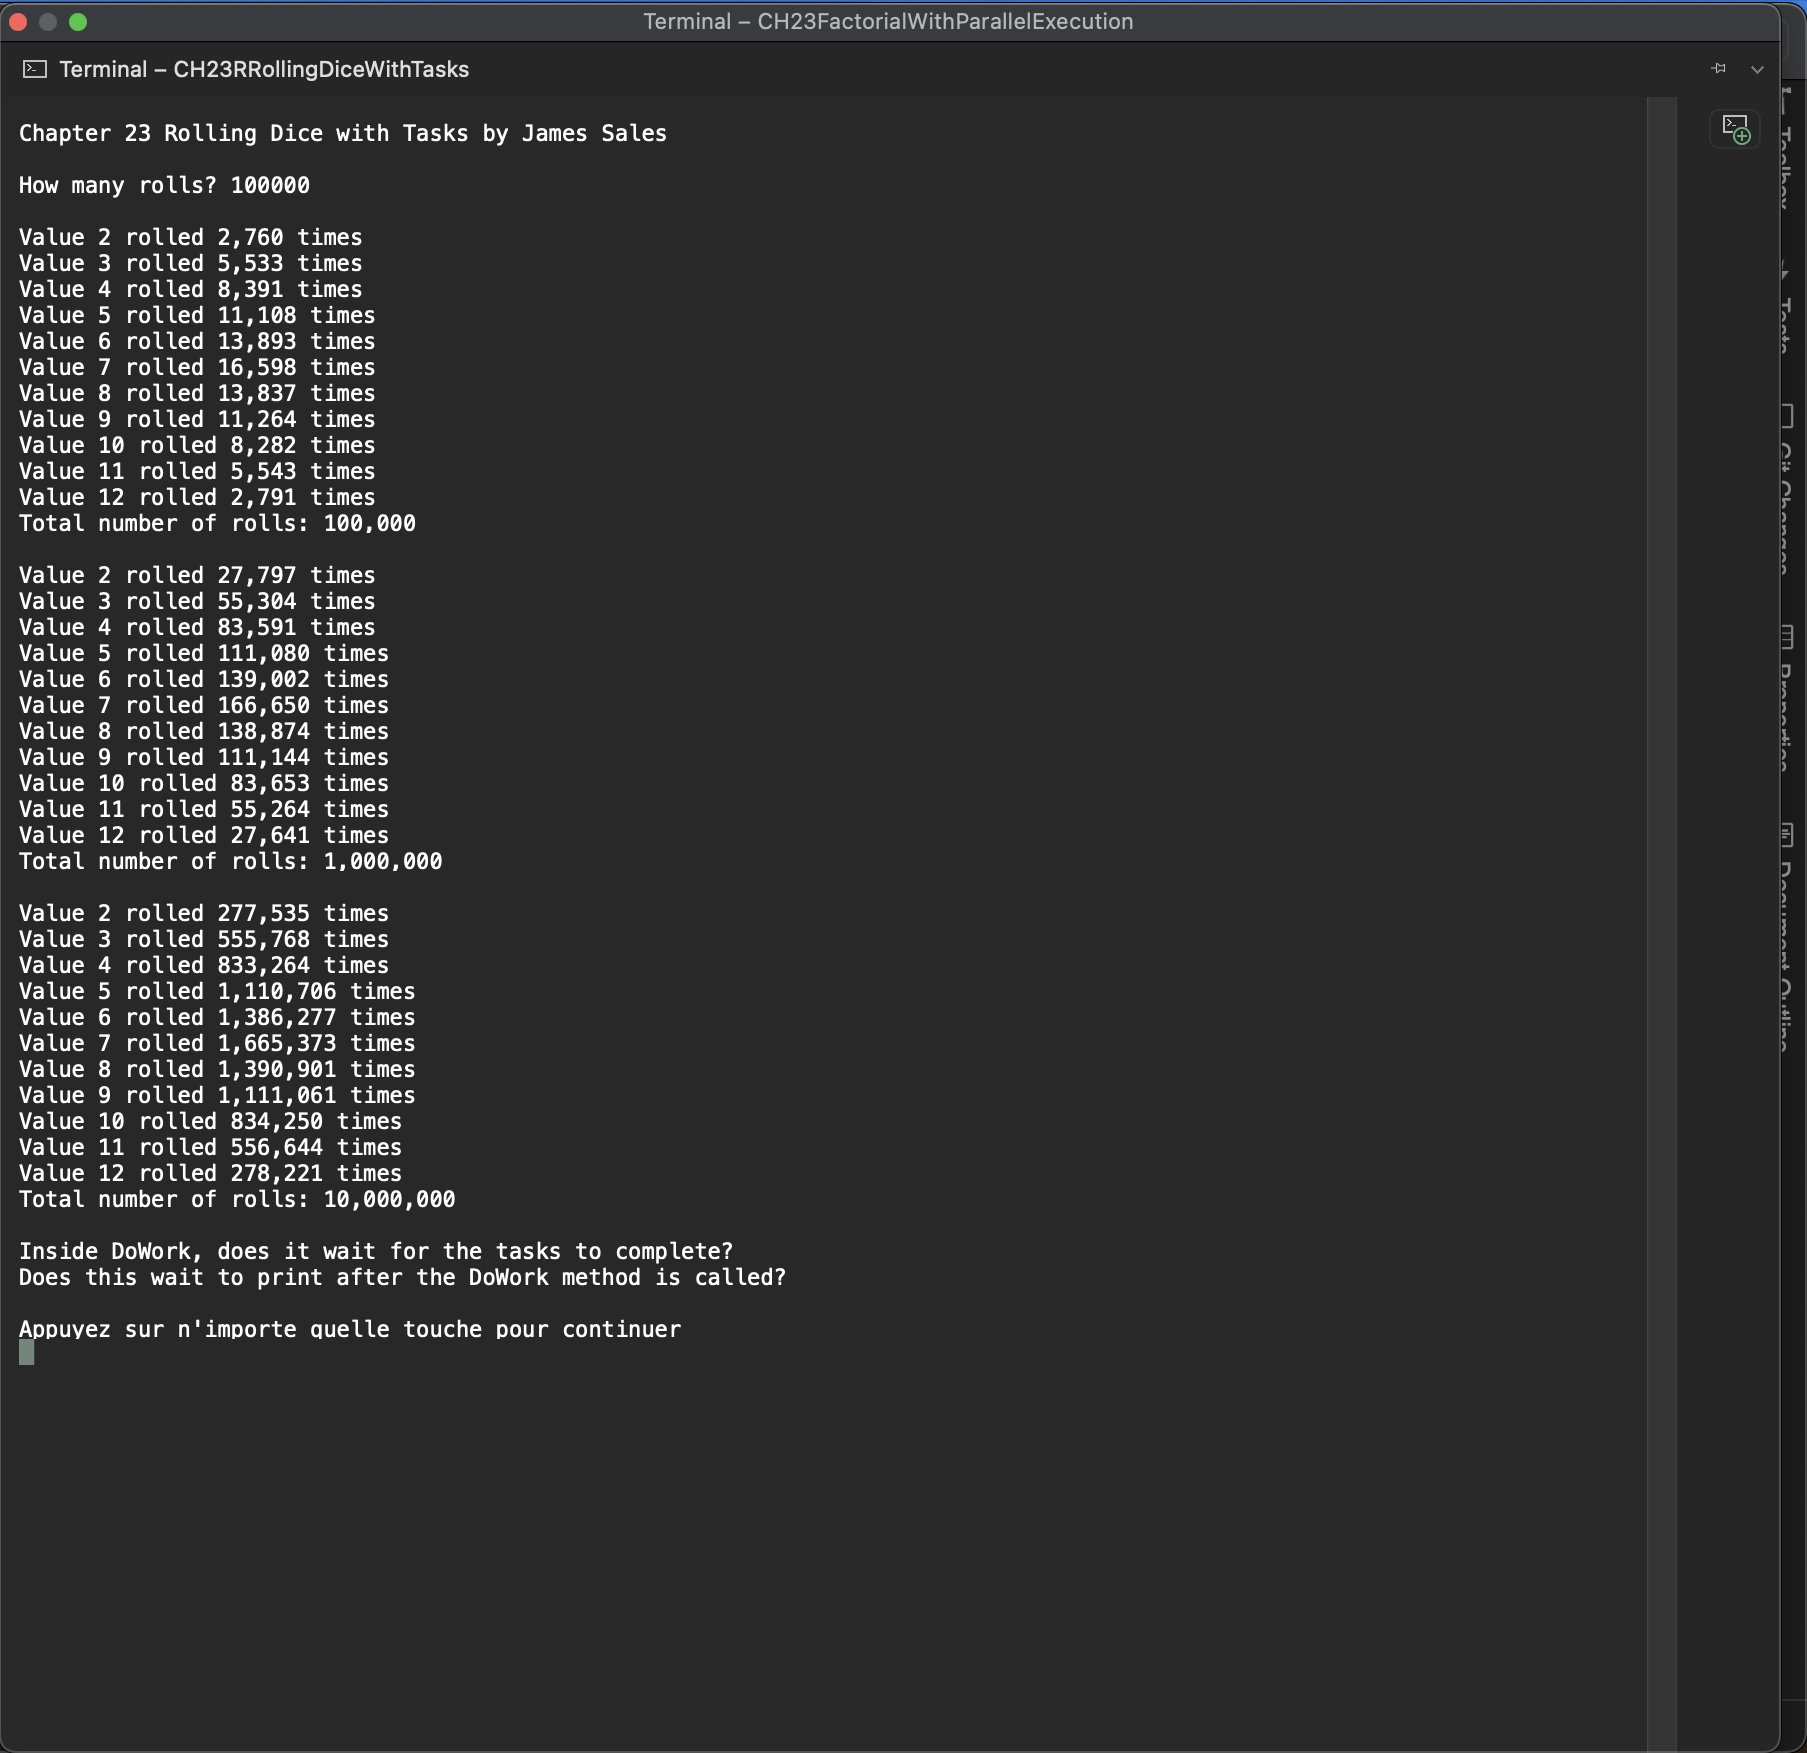 Terminal – CH23FactorialWithParallelExecution
Terminal – CH23RRollingDiceWithTasks
Chapter 23 Rolling Dice with Tasks by James Sales
How many rolls? 100000
Value 2 rolled 2,760 times
Value 3 rolled 5,533 times
Value 4 rolled 8,391 times
Value 5 rolled 11,108 times
Value 6 rolled 13,893 times
Value 7 rolled 16,598 times
Value 8 rolled 13,837 times
Value 9 rolled 11,264 times
Value 10 rolled 8,282 times
Value 11 rolled 5,543 times
Value 12 rolled 2,791 times
Total number of rolls: 100,000
Value 2 rolled 27,797 times
Value 3 rolled 55,304 times
Value 4 rolled 83,591 times
Value 5 rolled 111,080 times
Value 6 rolled 139,002 times
Value 7 rolled 166,650 times
Value 8 rolled 138,874 times
Value 9 rolled 111,144 times
Value 10 rolled 83,653 times
Value 11 rolled 55,264 times
Value 12 rolled 27,641 times
Total number of rolls: 1,000,000
Value 2 rolled 277,535 times
Value 3 rolled 555,768 times
Value 4 rolled 833,264 times
Value 5 rolled 1,110,706 times
Value 6 rolled 1,386,277 times
Value 7 rolled 1,665,373 times
Value 8 rolled 1,390,901 times
Value 9 rolled 1,111,061 times
Value 10 rolled 834,250 times
Value 11 rolled 556,644 times
Value 12 rolled 278,221 times
Total number of rolls: 10,000,000
Inside DoWork, does it wait for the tasks to complete?
Does this wait to print after the DoWork method is called?
Appuyez sur n'importe quelle touche pour continuer
Toolbox
Tests
Git Changes
Properties
Document Outline